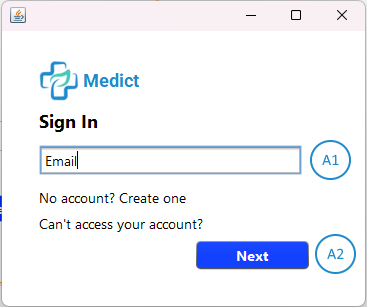 Medict
Sign In
Email
A1
No account? Create one
Can't access your account?
Next
A2